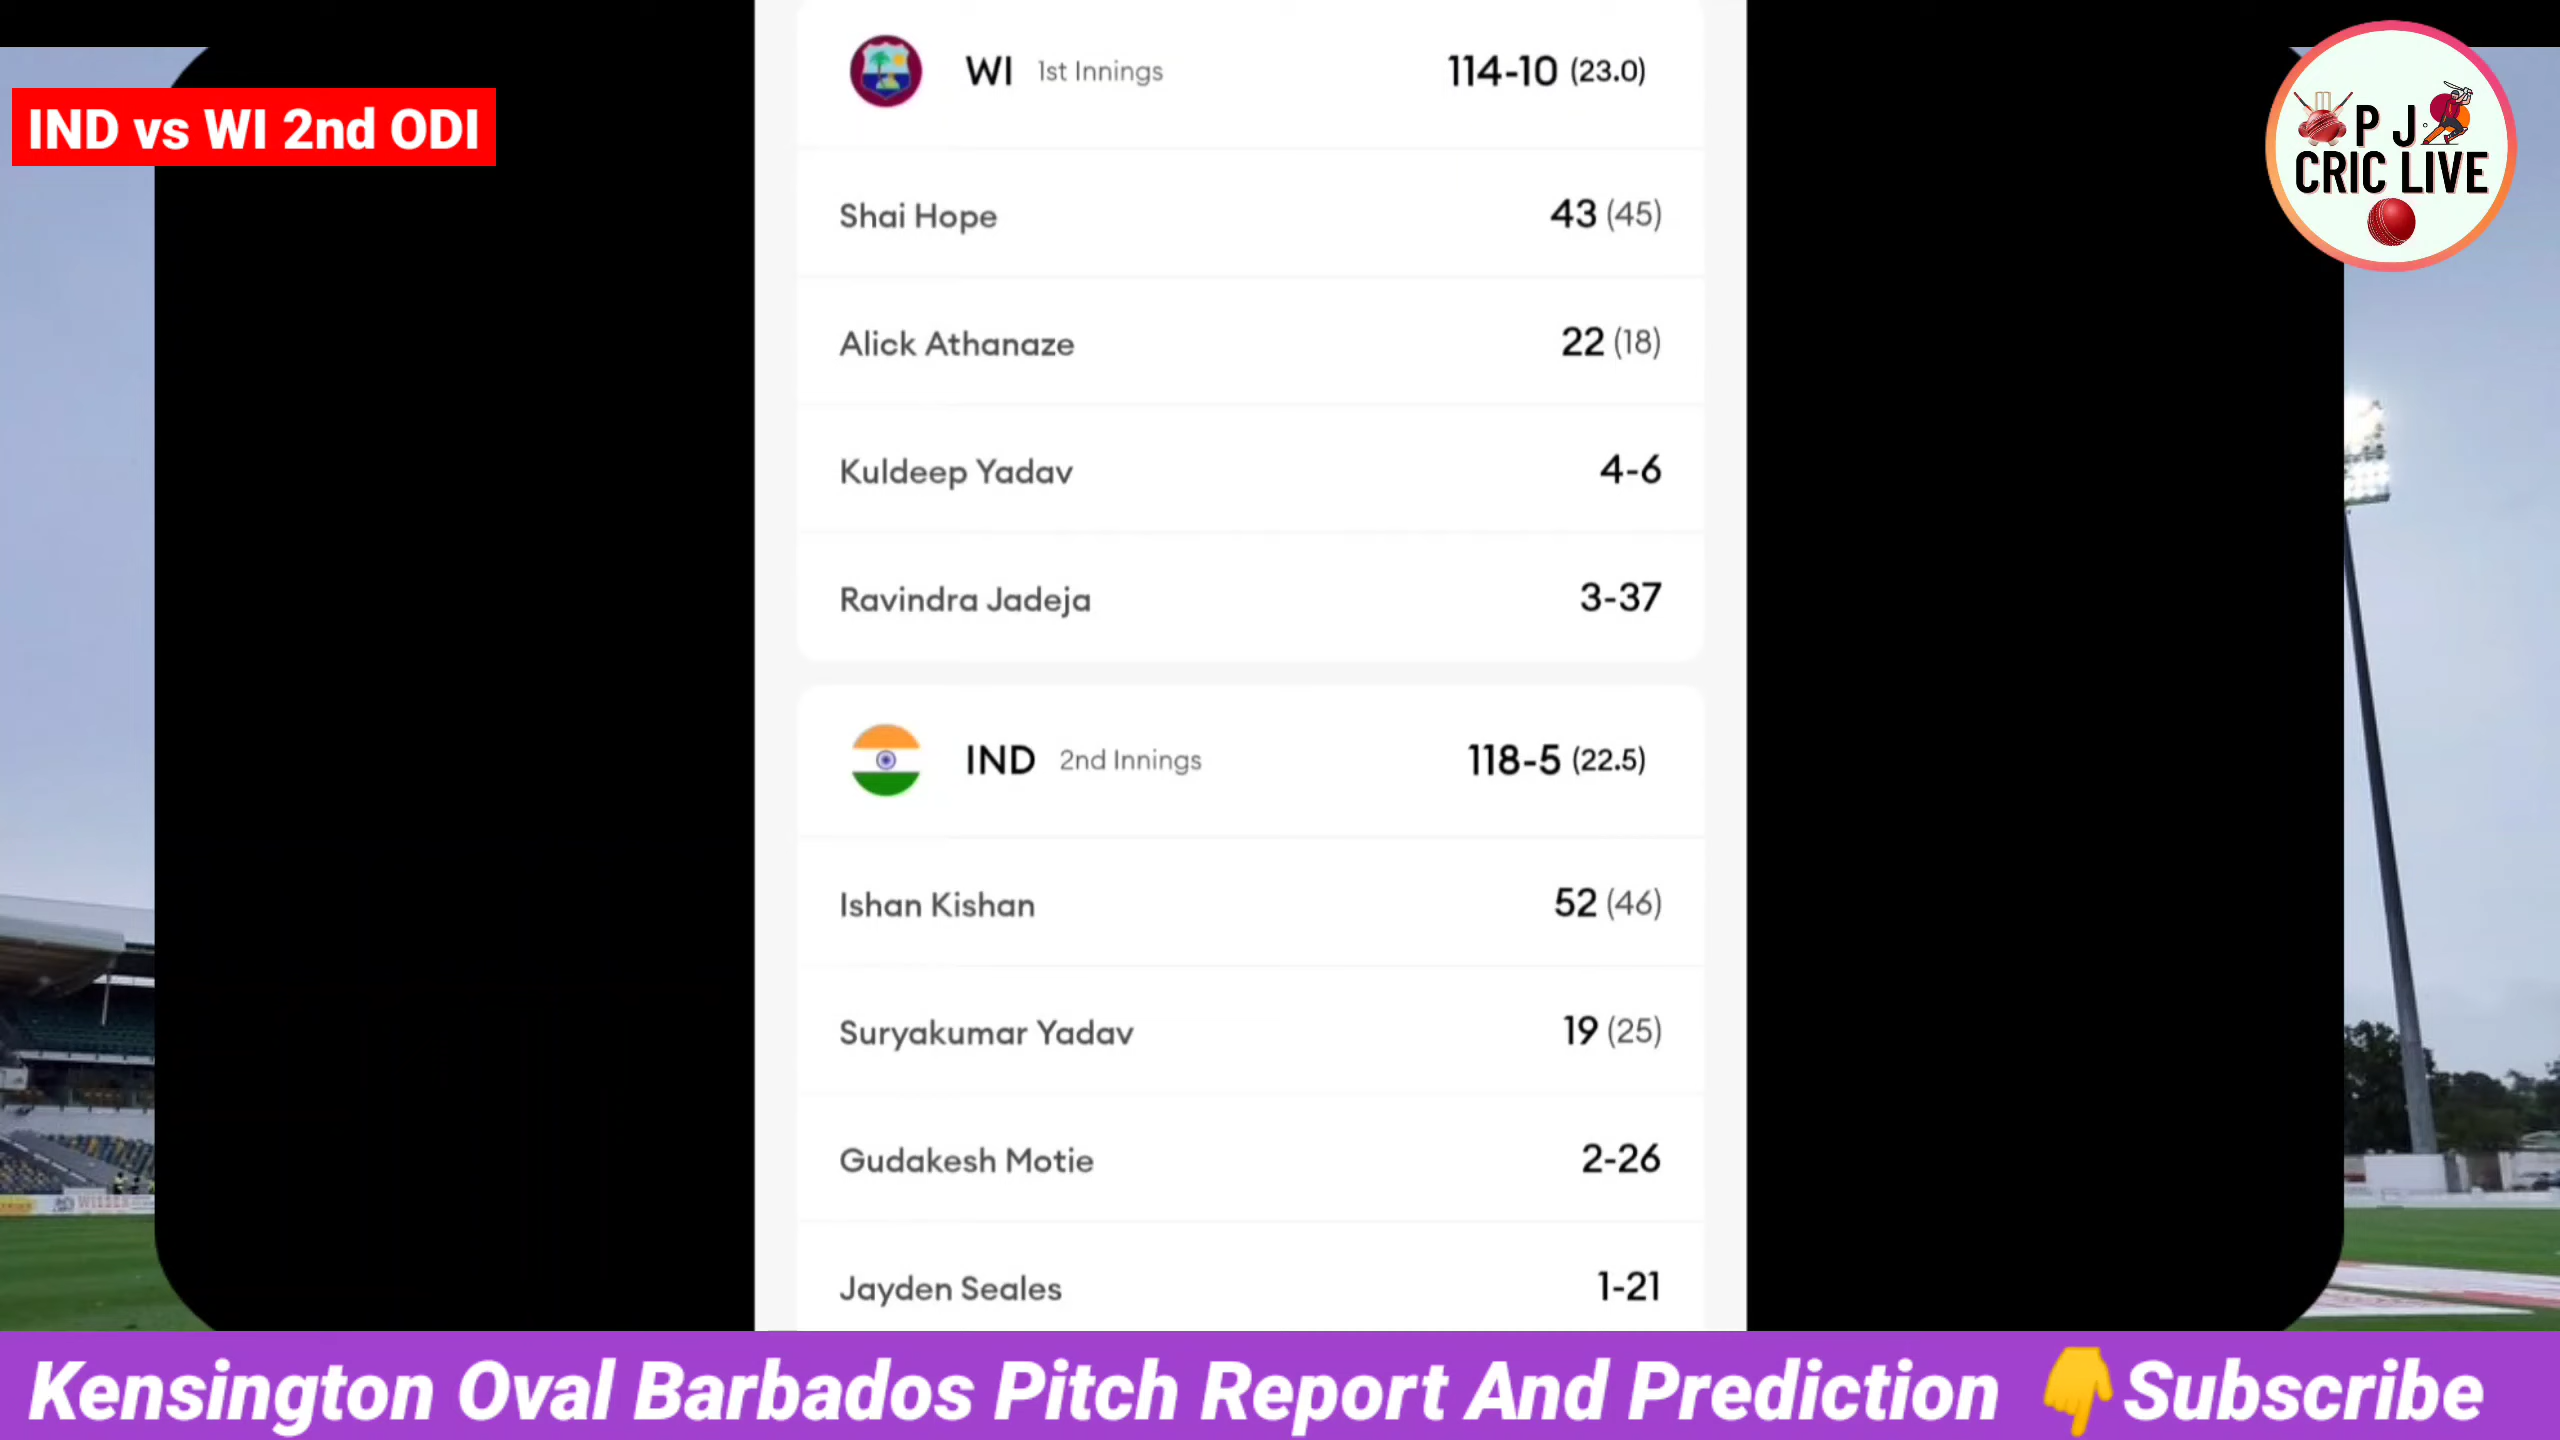 IND vs WI 2nd ODI
P J
CRIC LIVE
WI 1st Innings 114-10 (23.0)
Shai Hope 43 (45)
Alick Athanaze 22 (18)
Kuldeep Yadav 4-6
Ravindra Jadeja 3-37
IND 2nd Innings 118-5 (22.5)
Ishan Kishan 52 (46)
Suryakumar Yadav 19 (25)
Gudakesh Motie 2-26
Jayden Seales 1-21
Kensington Oval Barbados Pitch Report And Prediction 👇Subscribe